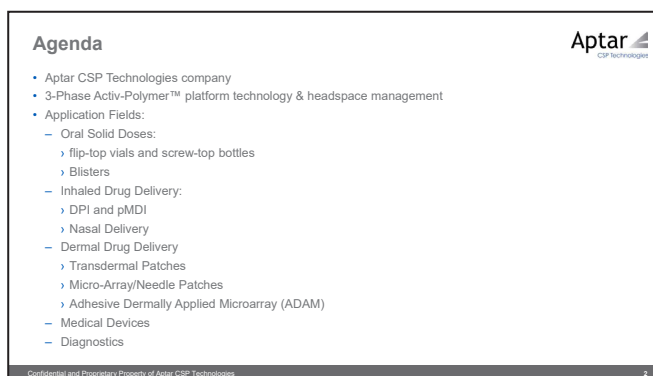 Agenda
Aptar
CSP Technologies
• Aptar CSP Technologies company
• 3-Phase Activ-Polymer™ platform technology & headspace management
• Application Fields:
– Oral Solid Doses:
› flip-top vials and screw-top bottles
› Blisters
– Inhaled Drug Delivery:
› DPI and pMDI
› Nasal Delivery
– Dermal Drug Delivery
› Transdermal Patches
› Micro-Array/Needle Patches
› Adhesive Dermally Applied Microarray (ADAM)
– Medical Devices
– Diagnostics
Confidential and Proprietary Property of Aptar CSP Technologies
2